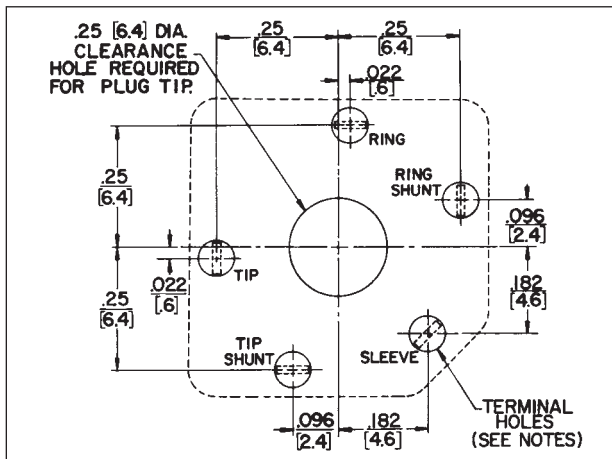 .25 [6.4] DIA.
CLEARANCE
HOLE REQUIRED
FOR PLUG TIP.
.25
[6.4]
.25
[6.4]
.022
[.6]
RING
RING
SHUNT
.25
[6.4]
.096
[2.4]
TIP
.022
[.6]
.182
[4.6]
.25
[6.4]
TIP
SHUNT
SLEEVE
.096
[2.4]
.182
[4.6]
TERMINAL
HOLES
(SEE NOTES)